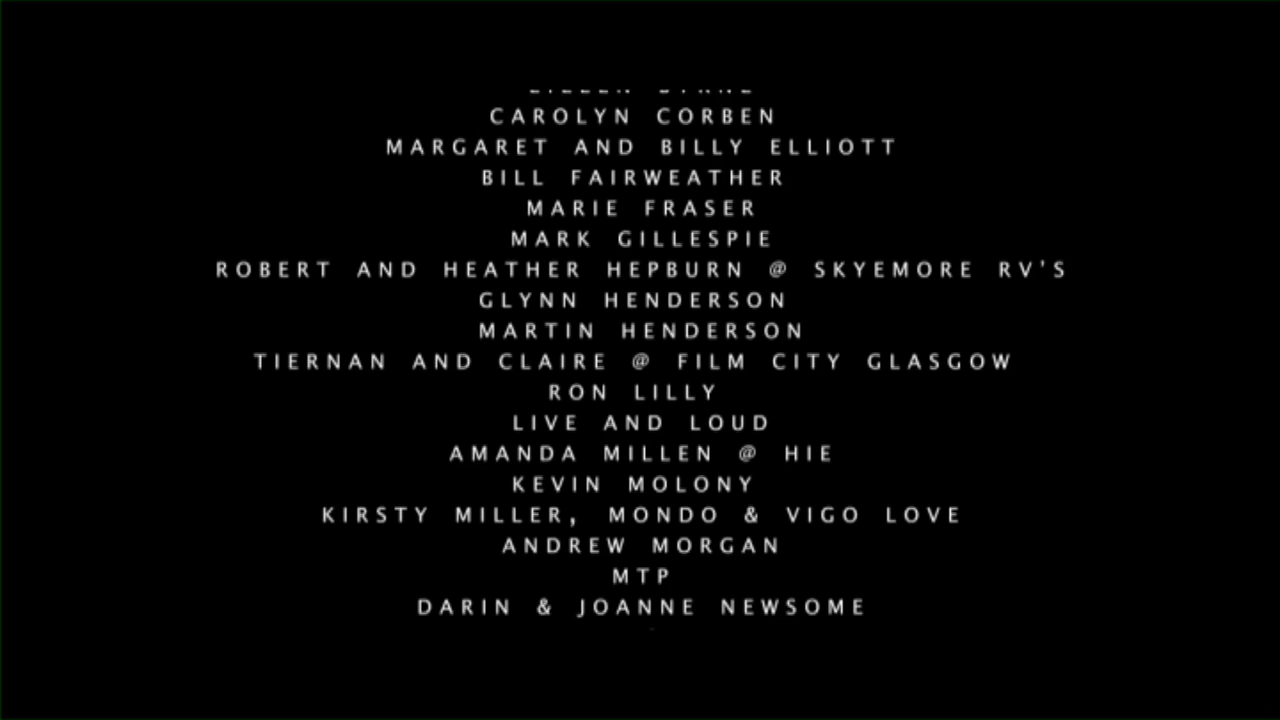 CAROLYN CORBEN
MARGARET AND BILLY ELLIOTT
BILL FAIRWEATHER
MARIE FRASER
MARK GILLESPIE
ROBERT AND HEATHER HEPBURN @ SKYEMORE RV'S
GLYNN HENDERSON
MARTIN HENDERSON
TIERNAN AND CLAIRE @ FILM CITY GLASGOW
RON LILLY
LIVE AND LOUD
AMANDA MILLEN @ HIE
KEVIN MOLONY
KIRSTY MILLER, MONDO & VIGO LOVE
ANDREW MORGAN
MTP
DARIN & JOANNE NEWSOME